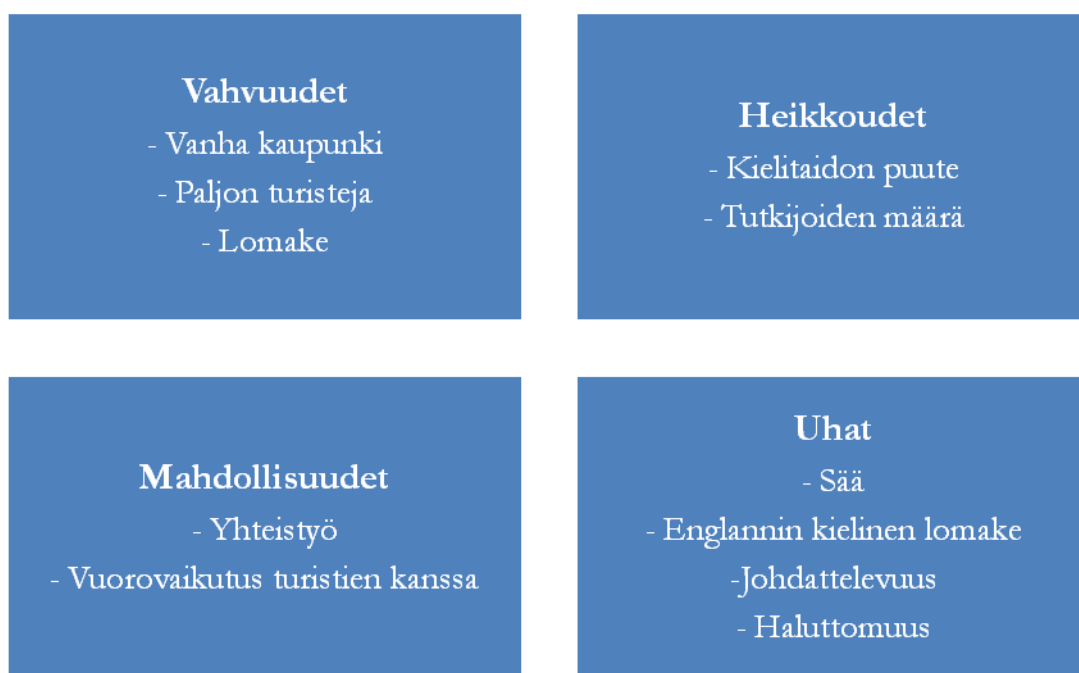 Vahvuudet
- Vanha kaupunki
- Paljon turisteja
- Lomake
Heikkoudet
- Kielitaidon puute
- Tutkijoiden määrä
Mahdollisuudet
- Yhteistyö
- Vuorovaikutus turistien kanssa
Uhat
- Sää
- Englannin kielinen lomake
-Johdattelevuus
- Haluttomuus